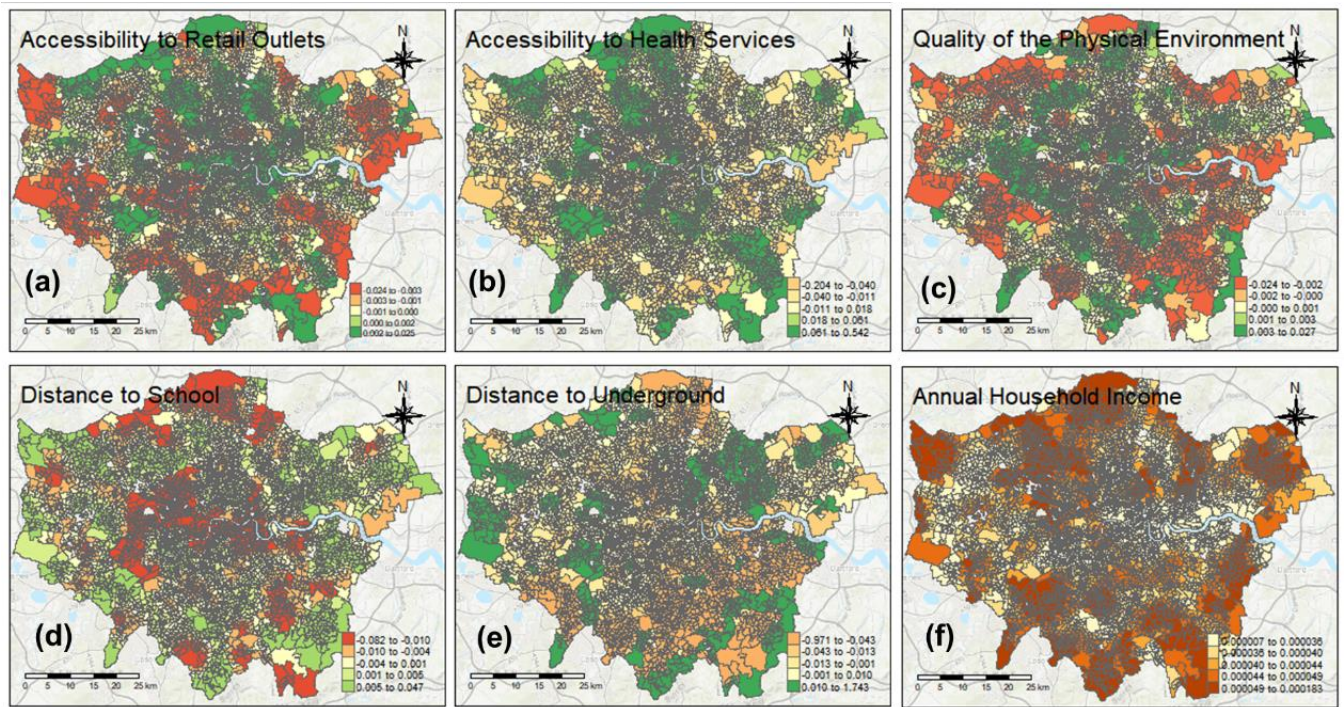 Accessibility to Retail Outlets
N
(a)
-0.024 to -0.003
-0.003 to -0.001
-0.001 to 0.000
0.000 to 0.002
0.002 to 0.025
0 5 10 15 20 25 km
Accessibility to Health Services
N
(b)
-0.204 to -0.040
-0.040 to -0.011
-0.011 to 0.018
0.018 to 0.061
0.061 to 0.542
0 5 10 15 20 25 km
Quality of the Physical Environment
N
(c)
-0.024 to -0.002
-0.002 to -0.000
-0.000 to 0.001
0.001 to 0.003
0.003 to 0.027
0 5 10 15 20 25 km
Distance to School
N
(d)
-0.082 to -0.010
-0.010 to -0.004
-0.004 to 0.001
0.001 to 0.005
0.005 to 0.047
0 5 10 15 20 25 km
Distance to Underground
N
(e)
-0.971 to -0.043
-0.043 to -0.013
-0.013 to -0.001
-0.001 to 0.010
0.010 to 1.743
0 5 10 15 20 25 km
Annual Household Income
N
(f)
0.000007 to 0.000036
0.000036 to 0.000040
0.000040 to 0.000044
0.000044 to 0.000049
0.000049 to 0.000183
0 5 10 15 20 25 km